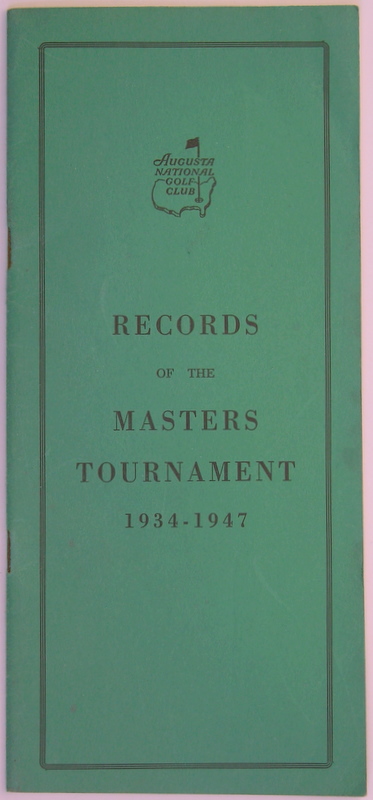 Augusta
NATIONAL
GOLF
CLUB
RECORDS
OF THE
MASTERS
TOURNAMENT
1934-1947